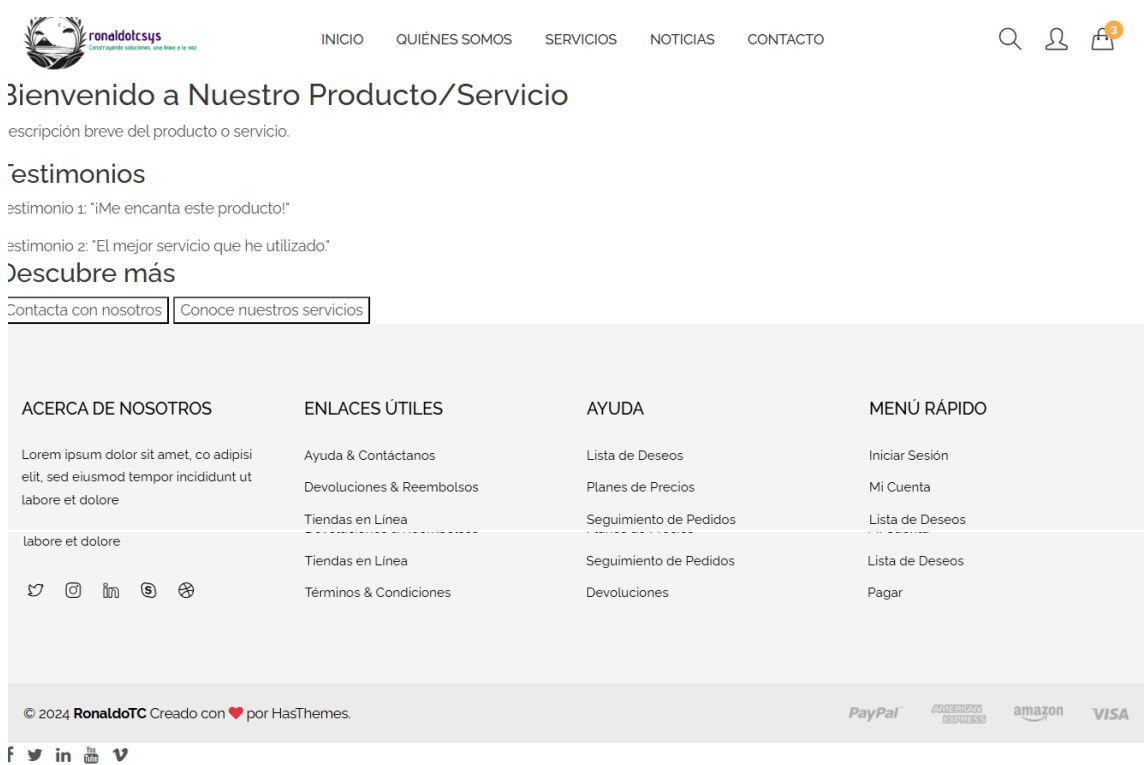 ronaldotcsys
Construyendo soluciones, una línea a la vez
INICIO QUIÉNES SOMOS SERVICIOS NOTICIAS CONTACTO
3
Bienvenido a Nuestro Producto/Servicio
escripción breve del producto o servicio.
Testimonios
estimonio 1: "¡Me encanta este producto!"
estimonio 2: "El mejor servicio que he utilizado."
Descubre más
Contacta con nosotros Conoce nuestros servicios
ACERCA DE NOSOTROS ENLACES ÚTILES AYUDA MENÚ RÁPIDO
Lorem ipsum dolor sit amet, co adipisi Ayuda & Contáctanos Lista de Deseos Iniciar Sesión
elit, sed eiusmod tempor incididunt ut Devoluciones & Reembolsos Planes de Precios Mi Cuenta
labore et dolore
Tiendas en Línea Seguimiento de Pedidos Lista de Deseos
labore et dolore
Tiendas en Línea Seguimiento de Pedidos Lista de Deseos
Términos & Condiciones Devoluciones Pagar
© 2024 RonaldoTC Creado con ❤ por HasThemes. PayPal AMERICAN EXPRESS amazon VISA
f in You Tube v